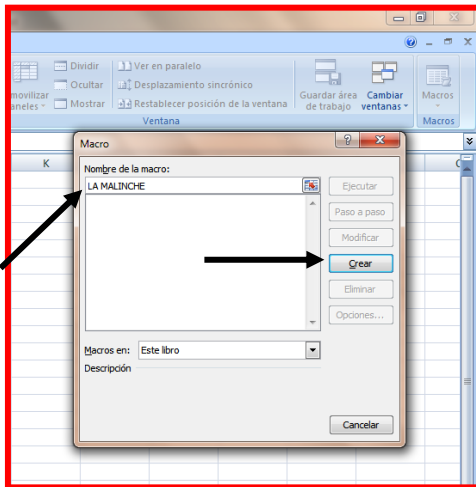 Dividir
Ver en paralelo
Ocultar
Desplazamiento sincrónico
movilizar
aneles
Mostrar
Restablecer posición de la ventana
Guardar área
de trabajo
Cambiar
ventanas
Macros
Ventana
Macros
K
Macro
Nombre de la macro:
LA MALINCHE
Ejecutar
Paso a paso
Modificar
Crear
Eliminar
Opciones...
Macros en: Este libro
Descripción
Cancelar